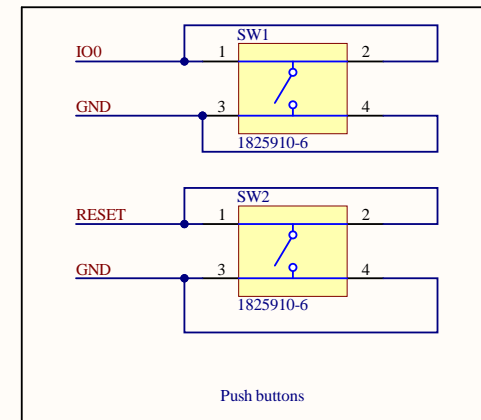 SW1
IO0 1 2
GND 3 4
1825910-6
SW2
RESET 1 2
GND 3 4
1825910-6
Push buttons